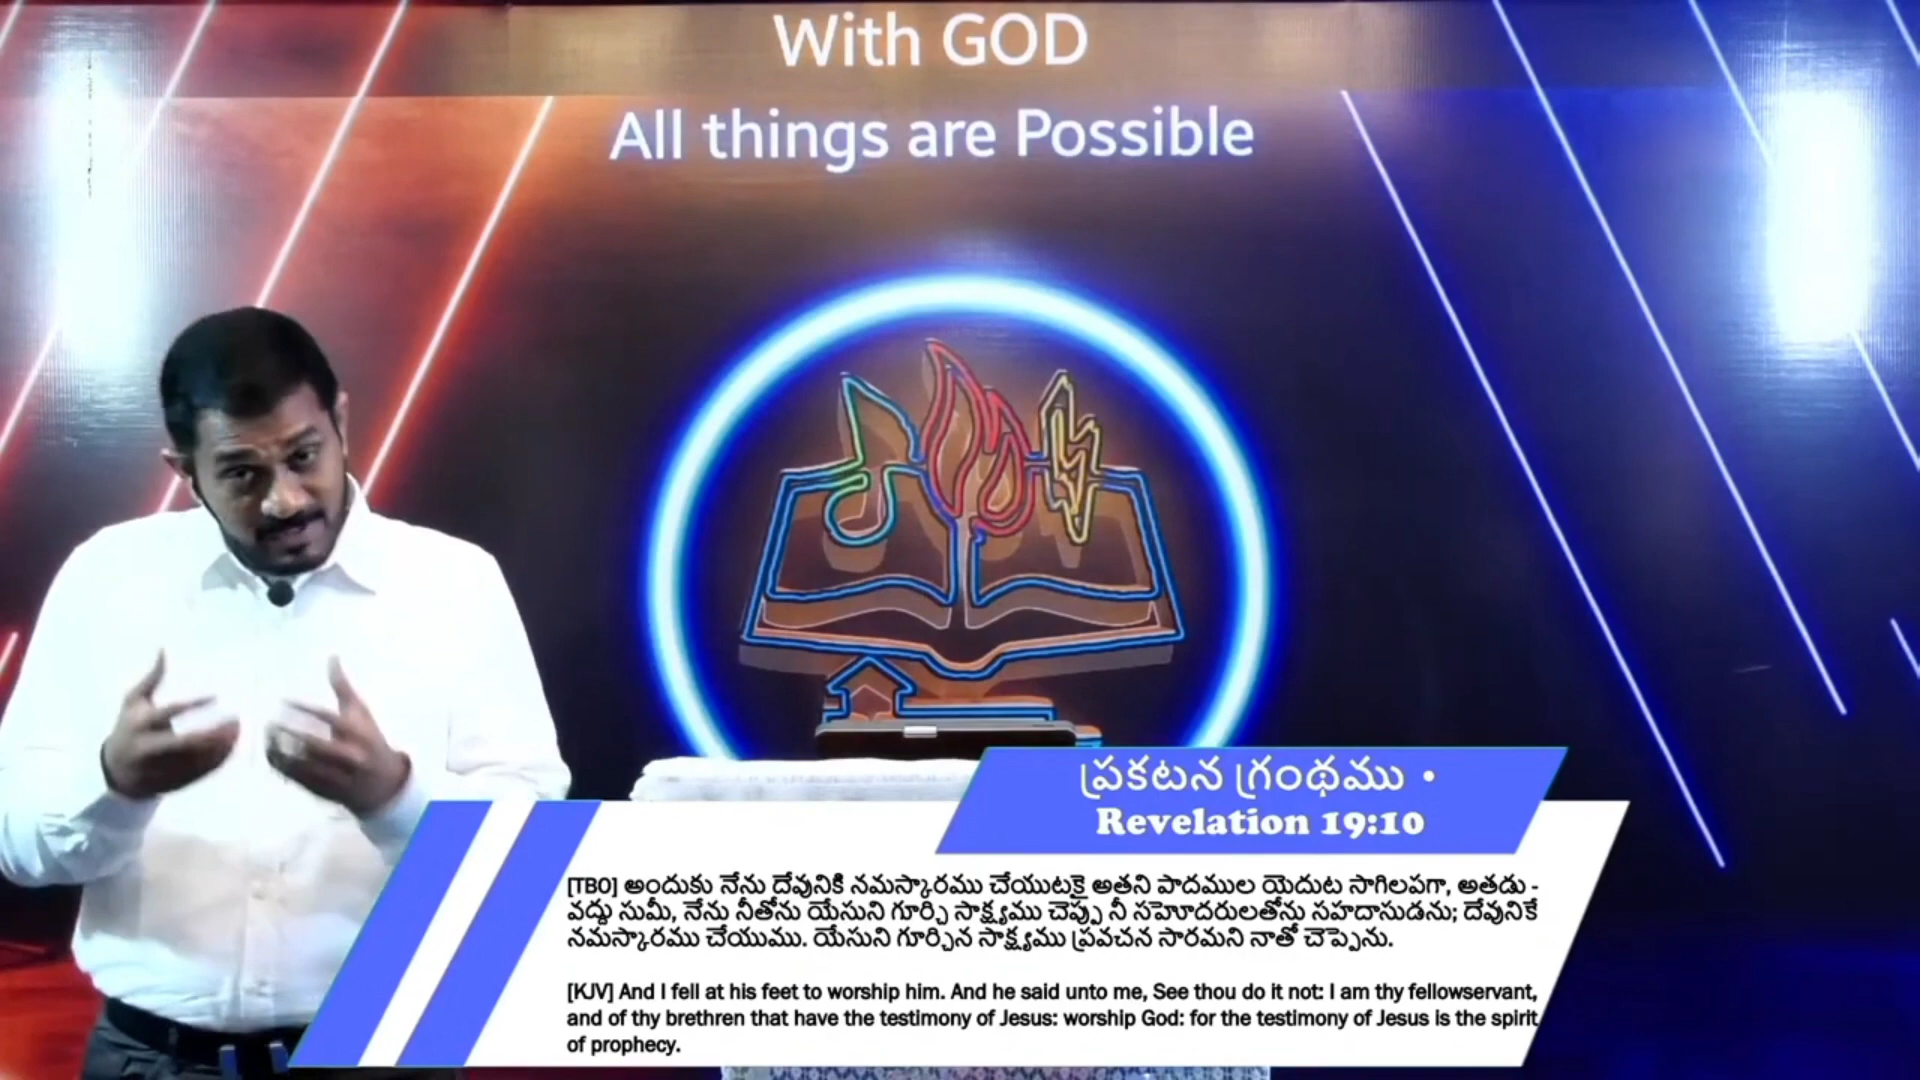 With GOD
All things are Possible
ప్రకటన గ్రంథము •
Revelation 19:10
[TBO] అందుకు నేను దేవునికి నమస్కారము చేయుటకై అతని పాదముల యెదుట సాగిలపగా, అతడు -
వద్దు సుమీ, నేను నీతోను యేసుని గూర్చి సాక్ష్యము చెప్పు నీ సహెూదరులతోను సహదాసుడను; దేవునికే
నమస్కారము చేయుము. యేసుని గూర్చిన సాక్ష్యము ప్రవచన సారమని నాతో చెప్పెను.
[KJV] And I fell at his feet to worship him. And he said unto me, See thou do it not: I am thy fellowservant,
and of thy brethren that have the testimony of Jesus: worship God: for the testimony of Jesus is the spirit
of prophecy.